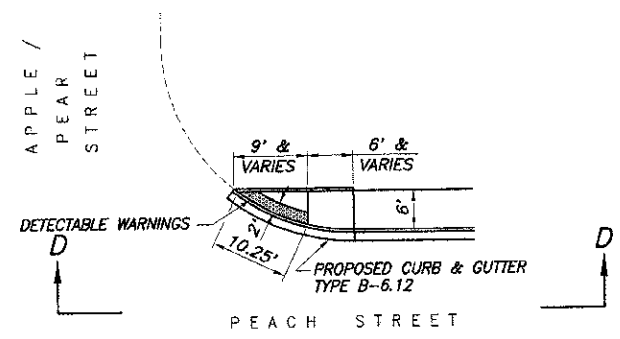 APPLE /
PEAR
STREET
9' &
VARIES
6' &
VARIES
6'
DETECTABLE WARNINGS
2'
10.25'
D
D
PROPOSED CURB & GUTTER
TYPE B-6.12
PEACH STREET